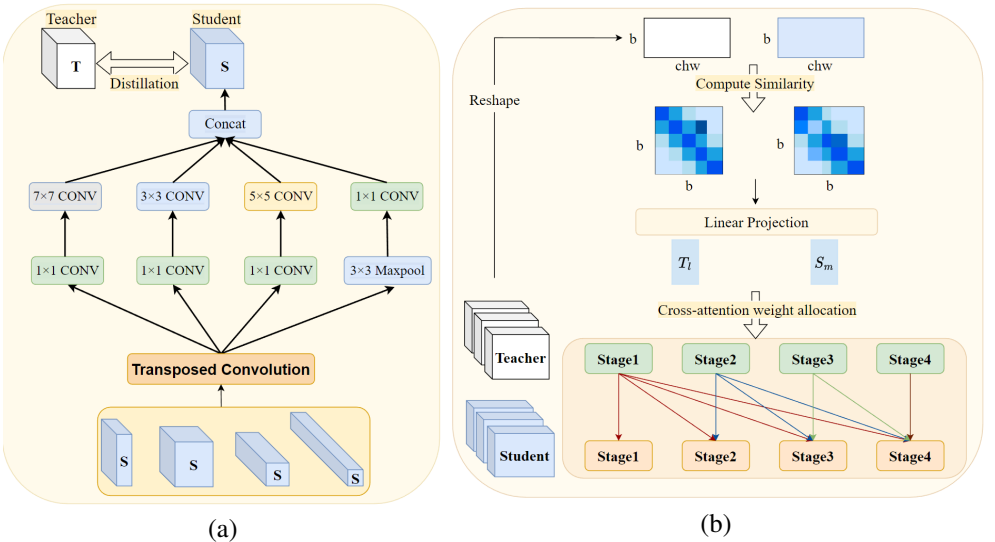 Teacher
Student
T
S
Distillation
Concat
7×7 CONV
3×3 CONV
5×5 CONV
1×1 CONV
1×1 CONV
1×1 CONV
1×1 CONV
3×3 Maxpool
Transposed Convolution
S
S
S
S
(a)
b
b
chw
chw
Reshape
Compute Similarity
b
b
b
b
Linear Projection
T_l
S_m
Cross-attention weight allocation
Teacher
Stage1
Stage2
Stage3
Stage4
Student
Stage1
Stage2
Stage3
Stage4
(b)